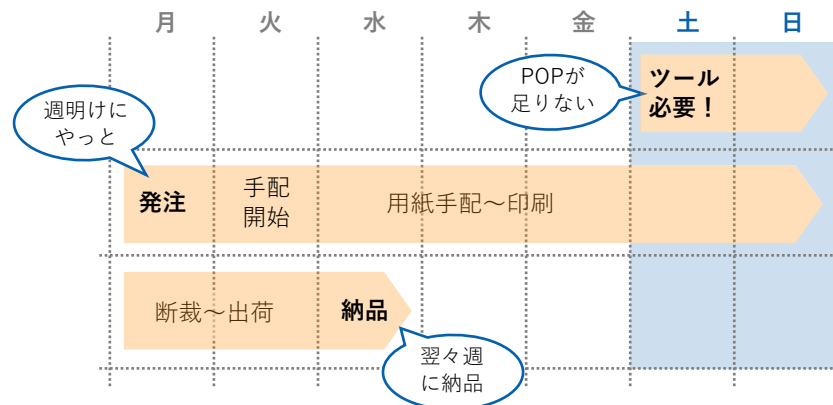 月 火 水 木 金 土 日
POPが
足りない
ツール
必要！
週明けに
やっと
発注
手配
開始
用紙手配～印刷
断裁～出荷
納品
翌々週
に納品